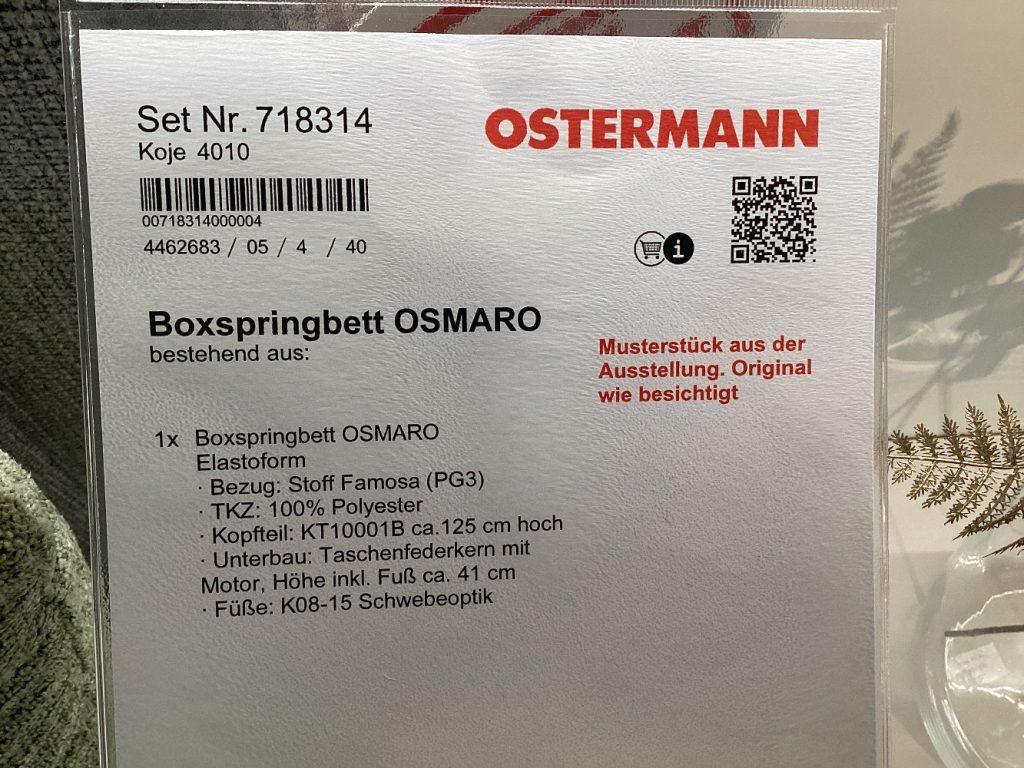 Set Nr. 718314
Koje 4010
OSTERMANN
00718314000004
4462683 / 05 / 4 / 40
Boxspringbett OSMARO
bestehend aus:
Musterstück aus der
Ausstellung. Original
wie besichtigt
1x Boxspringbett OSMARO
Elastoform
· Bezug: Stoff Famosa (PG3)
· TKZ: 100% Polyester
· Kopfteil: KT10001B ca.125 cm hoch
· Unterbau: Taschenfederkern mit
Motor, Höhe inkl. Fuß ca. 41 cm
· Füße: K08-15 Schwebeoptik